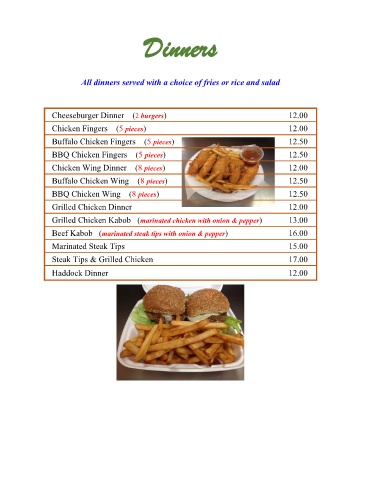 Dinners
All dinners served with a choice of fries or rice and salad
Cheeseburger Dinner (2 burgers) 12.00
Chicken Fingers (5 pieces) 12.00
Buffalo Chicken Fingers (5 pieces) 12.50
BBQ Chicken Fingers (5 pieces) 12.50
Chicken Wing Dinner (8 pieces) 12.00
Buffalo Chicken Wing (8 pieces) 12.50
BBQ Chicken Wing (8 pieces) 12.50
Grilled Chicken Dinner 12.00
Grilled Chicken Kabob (marinated chicken with onion & pepper) 13.00
Beef Kabob (marinated steak tips with onion & pepper) 16.00
Marinated Steak Tips 15.00
Steak Tips & Grilled Chicken 17.00
Haddock Dinner 12.00